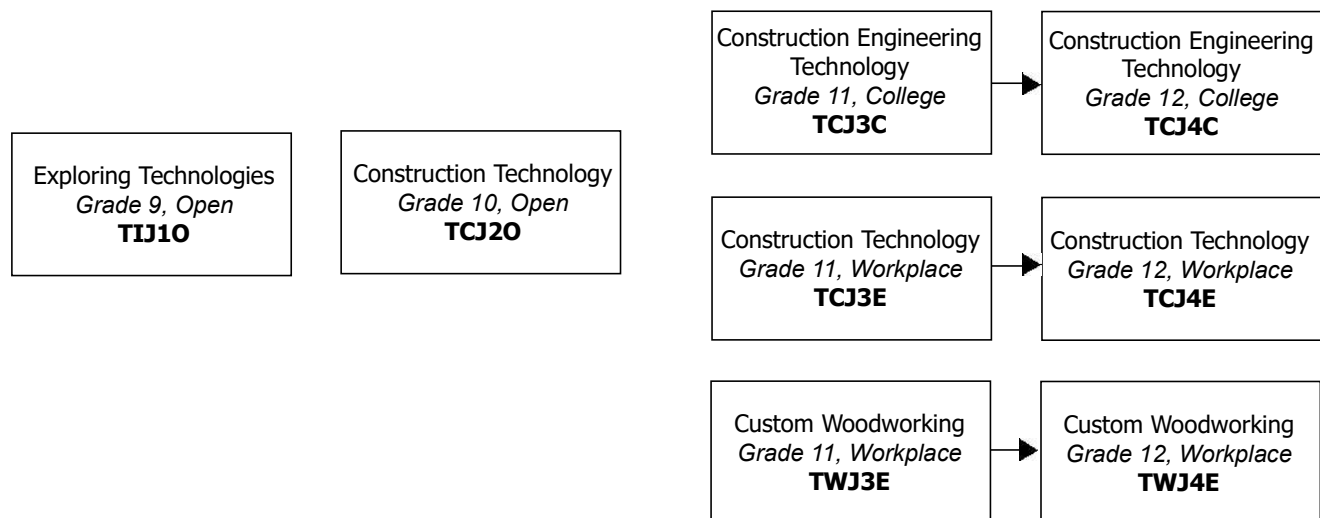 Construction Engineering
Technology
Grade 11, College
TCJ3C
Construction Engineering
Technology
Grade 12, College
TCJ4C
Exploring Technologies
Grade 9, Open
TIJ1O
Construction Technology
Grade 10, Open
TCJ2O
Construction Technology
Grade 11, Workplace
TCJ3E
Construction Technology
Grade 12, Workplace
TCJ4E
Custom Woodworking
Grade 11, Workplace
TWJ3E
Custom Woodworking
Grade 12, Workplace
TWJ4E